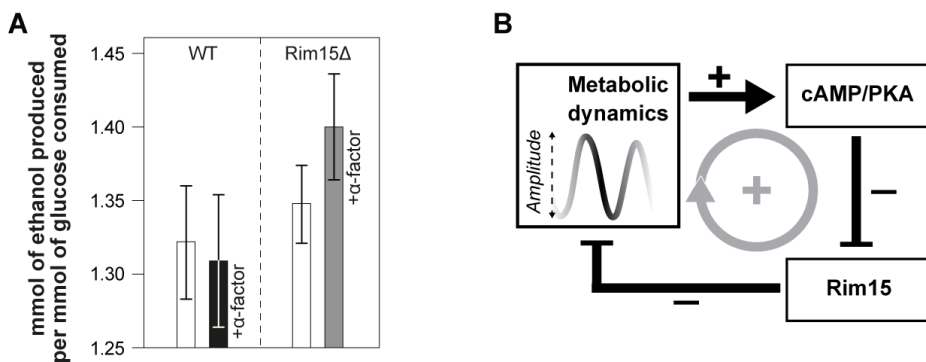 A
mmol of ethanol produced
per mmol of glucose consumed
1.45
1.40
1.35
1.30
1.25
WT
Rim15Δ
+α-factor
+α-factor
B
Metabolic
dynamics
Amplitude
+
cAMP/PKA
+
−
Rim15
−